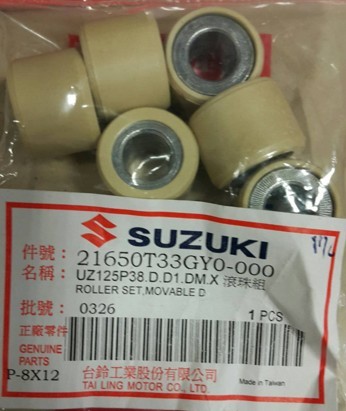 SUZUKI
件號：21650T33GY0-000
名稱：UZ125P38.D.D1.DM.X 滾珠組
ROLLER SET,MOVABLE D
批號：0326 1 PCS
正廠零件
GENUINE PARTS
P-8X12
台鈴工業股份有限公司
TAI LING MOTOR CO., LTD.
Made in Taiwan